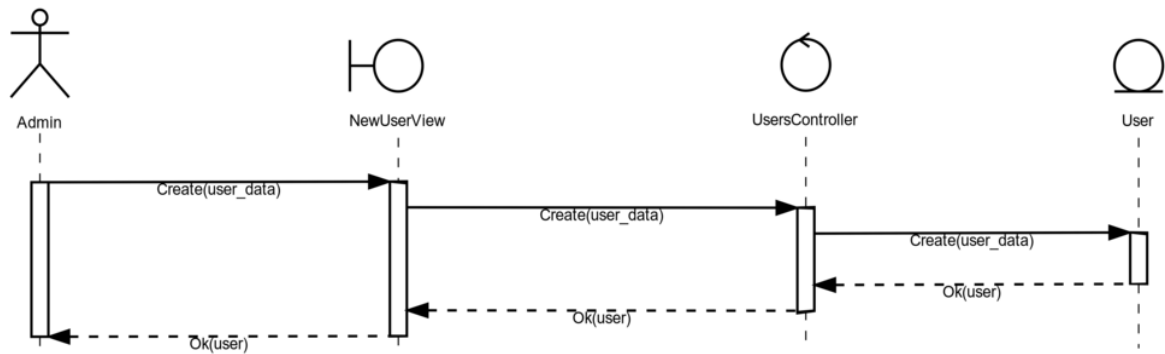 Admin
NewUserView
UsersController
User
Create(user_data)
Create(user_data)
Create(user_data)
Ok(user)
Ok(user)
Ok(user)